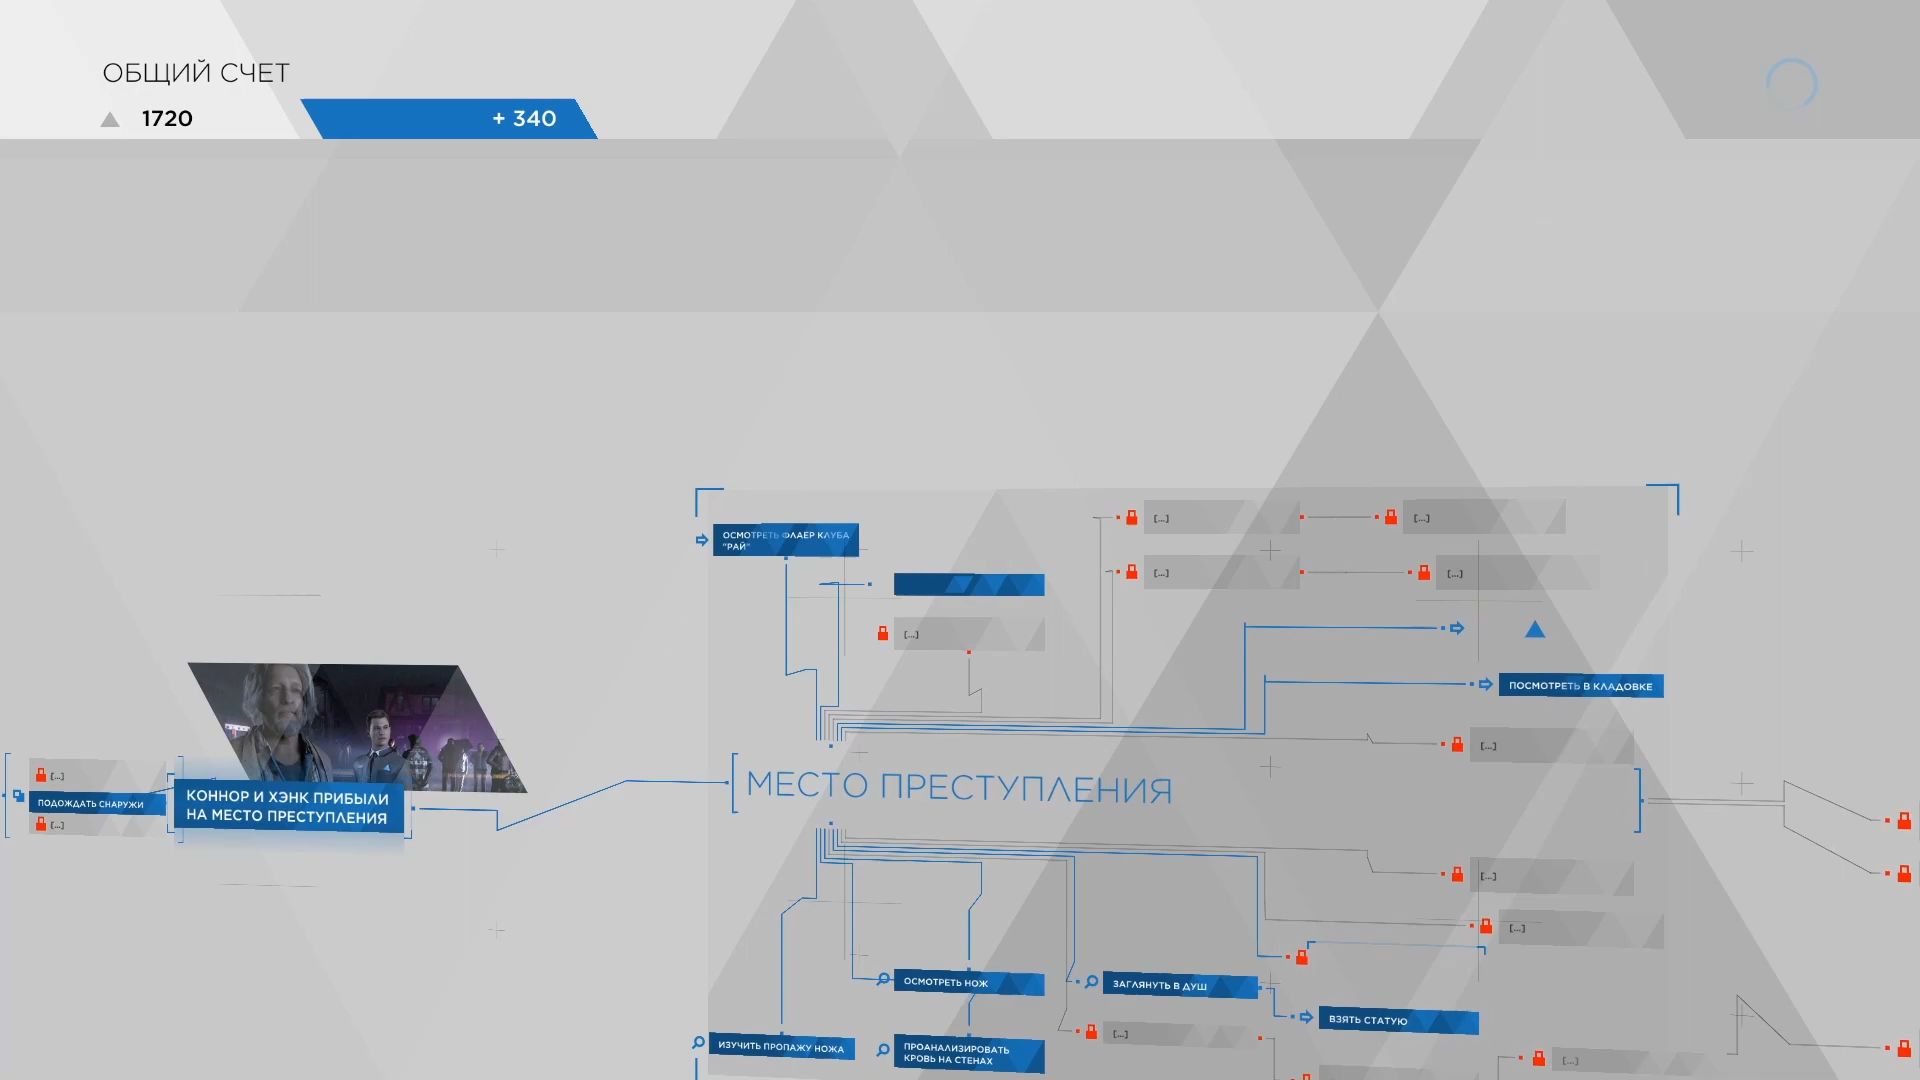 ОБЩИЙ СЧЕТ
1720
+ 340
ОСМОТРЕТЬ ФЛАЕР КЛУБА
"РАЙ"
[...]
[...]
[...]
[...]
[...]
ПОСМОТРЕТЬ В КЛАДОВКЕ
[...]
[...]
ПОДОЖДАТЬ СНАРУЖИ
[...]
КОННОР И ХЭНК ПРИБЫЛИ
НА МЕСТО ПРЕСТУПЛЕНИЯ
МЕСТО ПРЕСТУПЛЕНИЯ
[...]
[...]
ОСМОТРЕТЬ НОЖ
ЗАГЛЯНУТЬ В ДУШ
ВЗЯТЬ СТАТУЮ
[...]
ИЗУЧИТЬ ПРОПАЖУ НОЖА
ПРОАНАЛИЗИРОВАТЬ
КРОВЬ НА СТЕНАХ
[...]